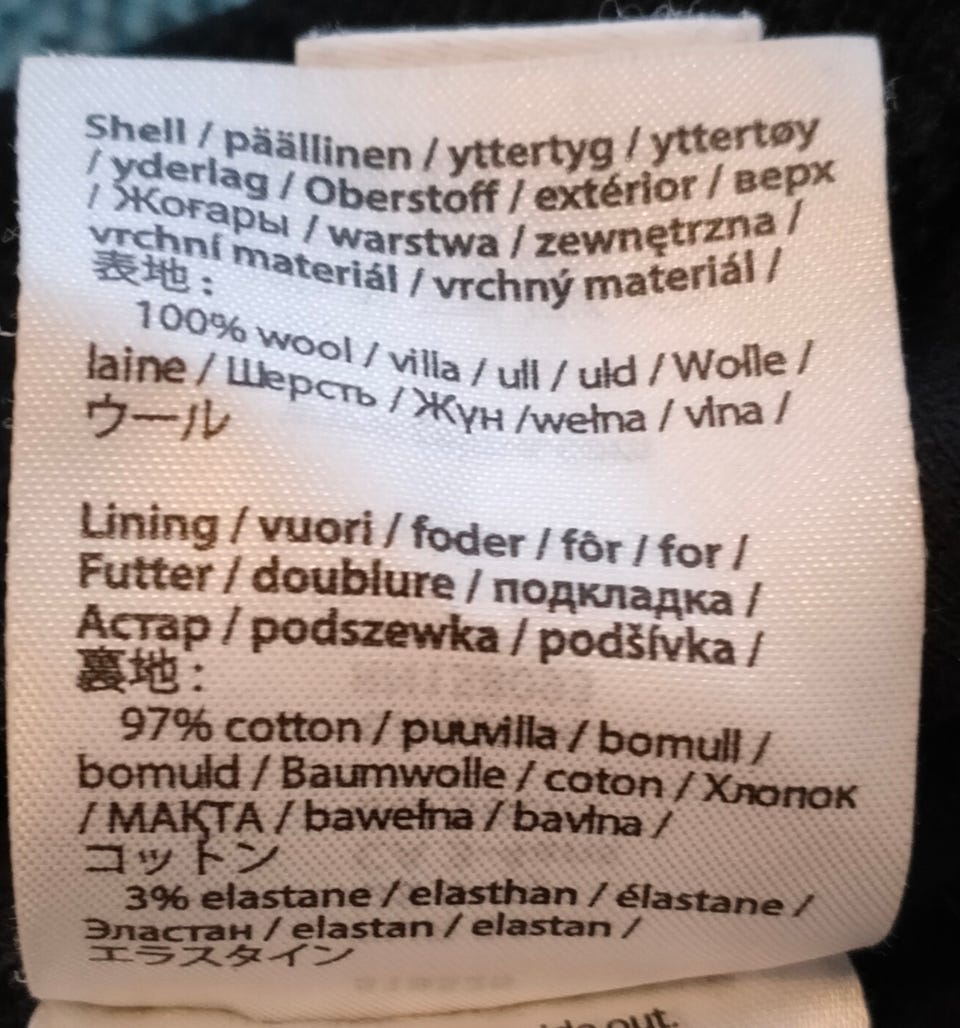 Shell / päällinen / yttertyg / yttertøy
/ yderlag / Oberstoff / extérior / верх
/ Жоғары / warstwa / zewnętrzna /
vrchní materiál / vrchný materiál /
表地 :
100% wool / villa / ull / uld / Wolle /
laine / Шерсть / Жүн /wełna / vlna /
ウール
Lining / vuori / foder / fôr / for /
Futter / doublure / подкладка /
Астар / podszewka / podšívka /
裏地 :
97% cotton / puuvilla / bomull /
bomuld / Baumwolle / coton / Хлопок
/ МАҚТА / bawełna / bavlna /
コットン
3% elastane / elasthan / élastane /
Эластан / elastan / elastan /
エラスタイン
out.